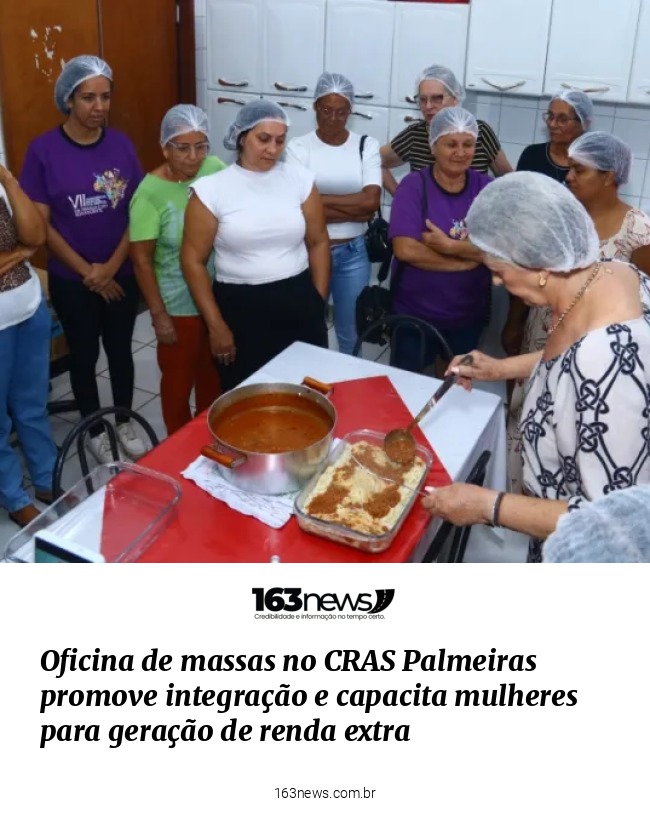 VII
163news
Credibilidade e informação no tempo certo.
Oficina de massas no CRAS Palmeiras
promove integração e capacita mulheres
para geração de renda extra
163news.com.br